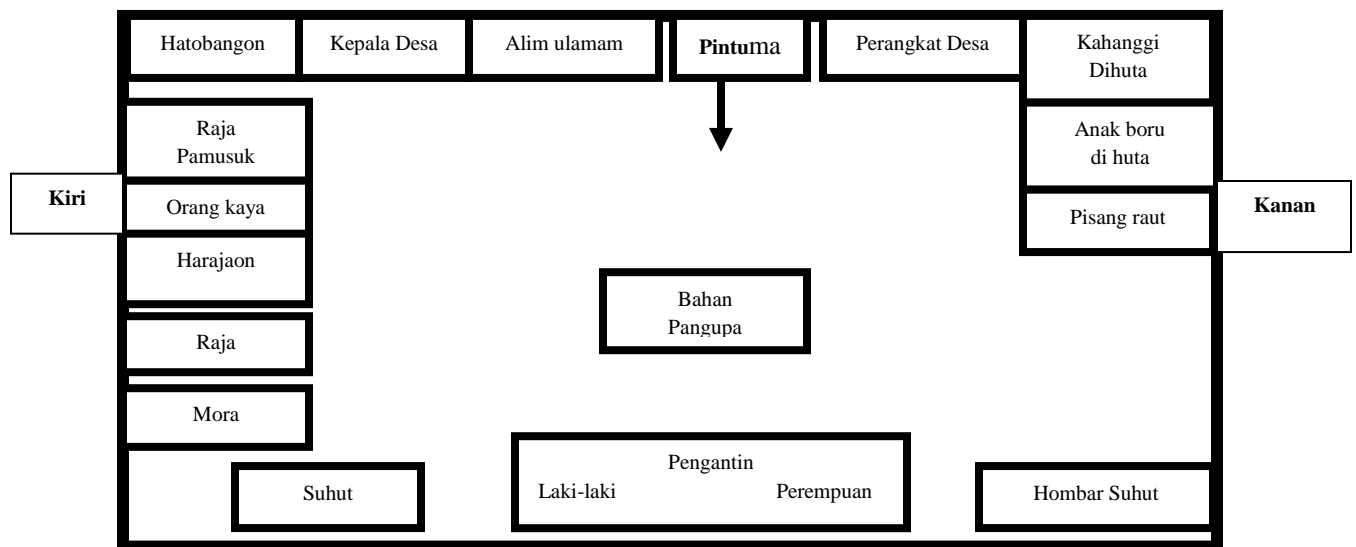 Hatobangon
Kepala Desa
Alim ulamam
Pintuma
Perangkat Desa
Kahanggi
Dihuta
Raja
Pamusuk
Anak boru
di huta
Kiri
Orang kaya
Pisang raut
Kanan
Harajaon
Bahan
Pangupa
Raja
Mora
Pengantin
Laki-laki Perempuan
Suhut
Hombar Suhut